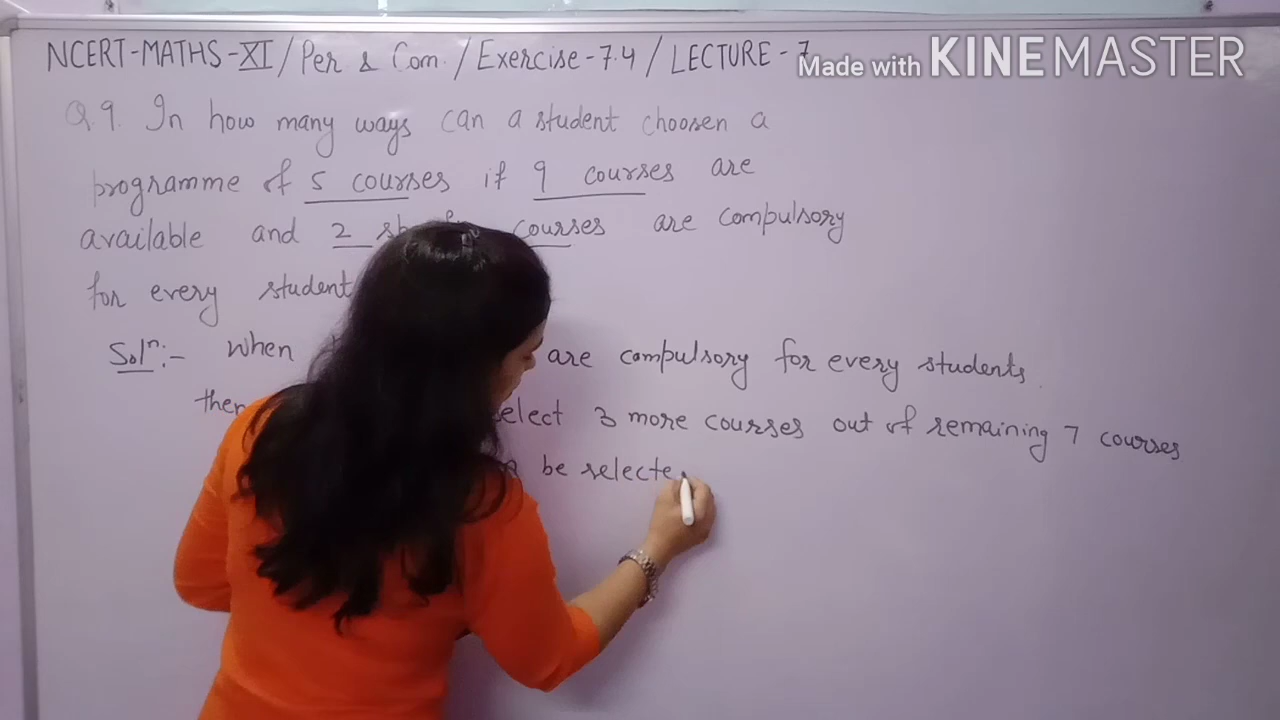 NCERT-MATHS-XI / Per & Com. / Exercise-7.4 / LECTURE-7
Made with KINEMASTER
Q.9. In how many ways can a student choosen a
programme of 5 courses if 9 courses are
available and 2 courses are compulsory
for every student
Solⁿ:- When are compulsory for every students.
then select 3 more courses out of remaining 7 courses
be selecte